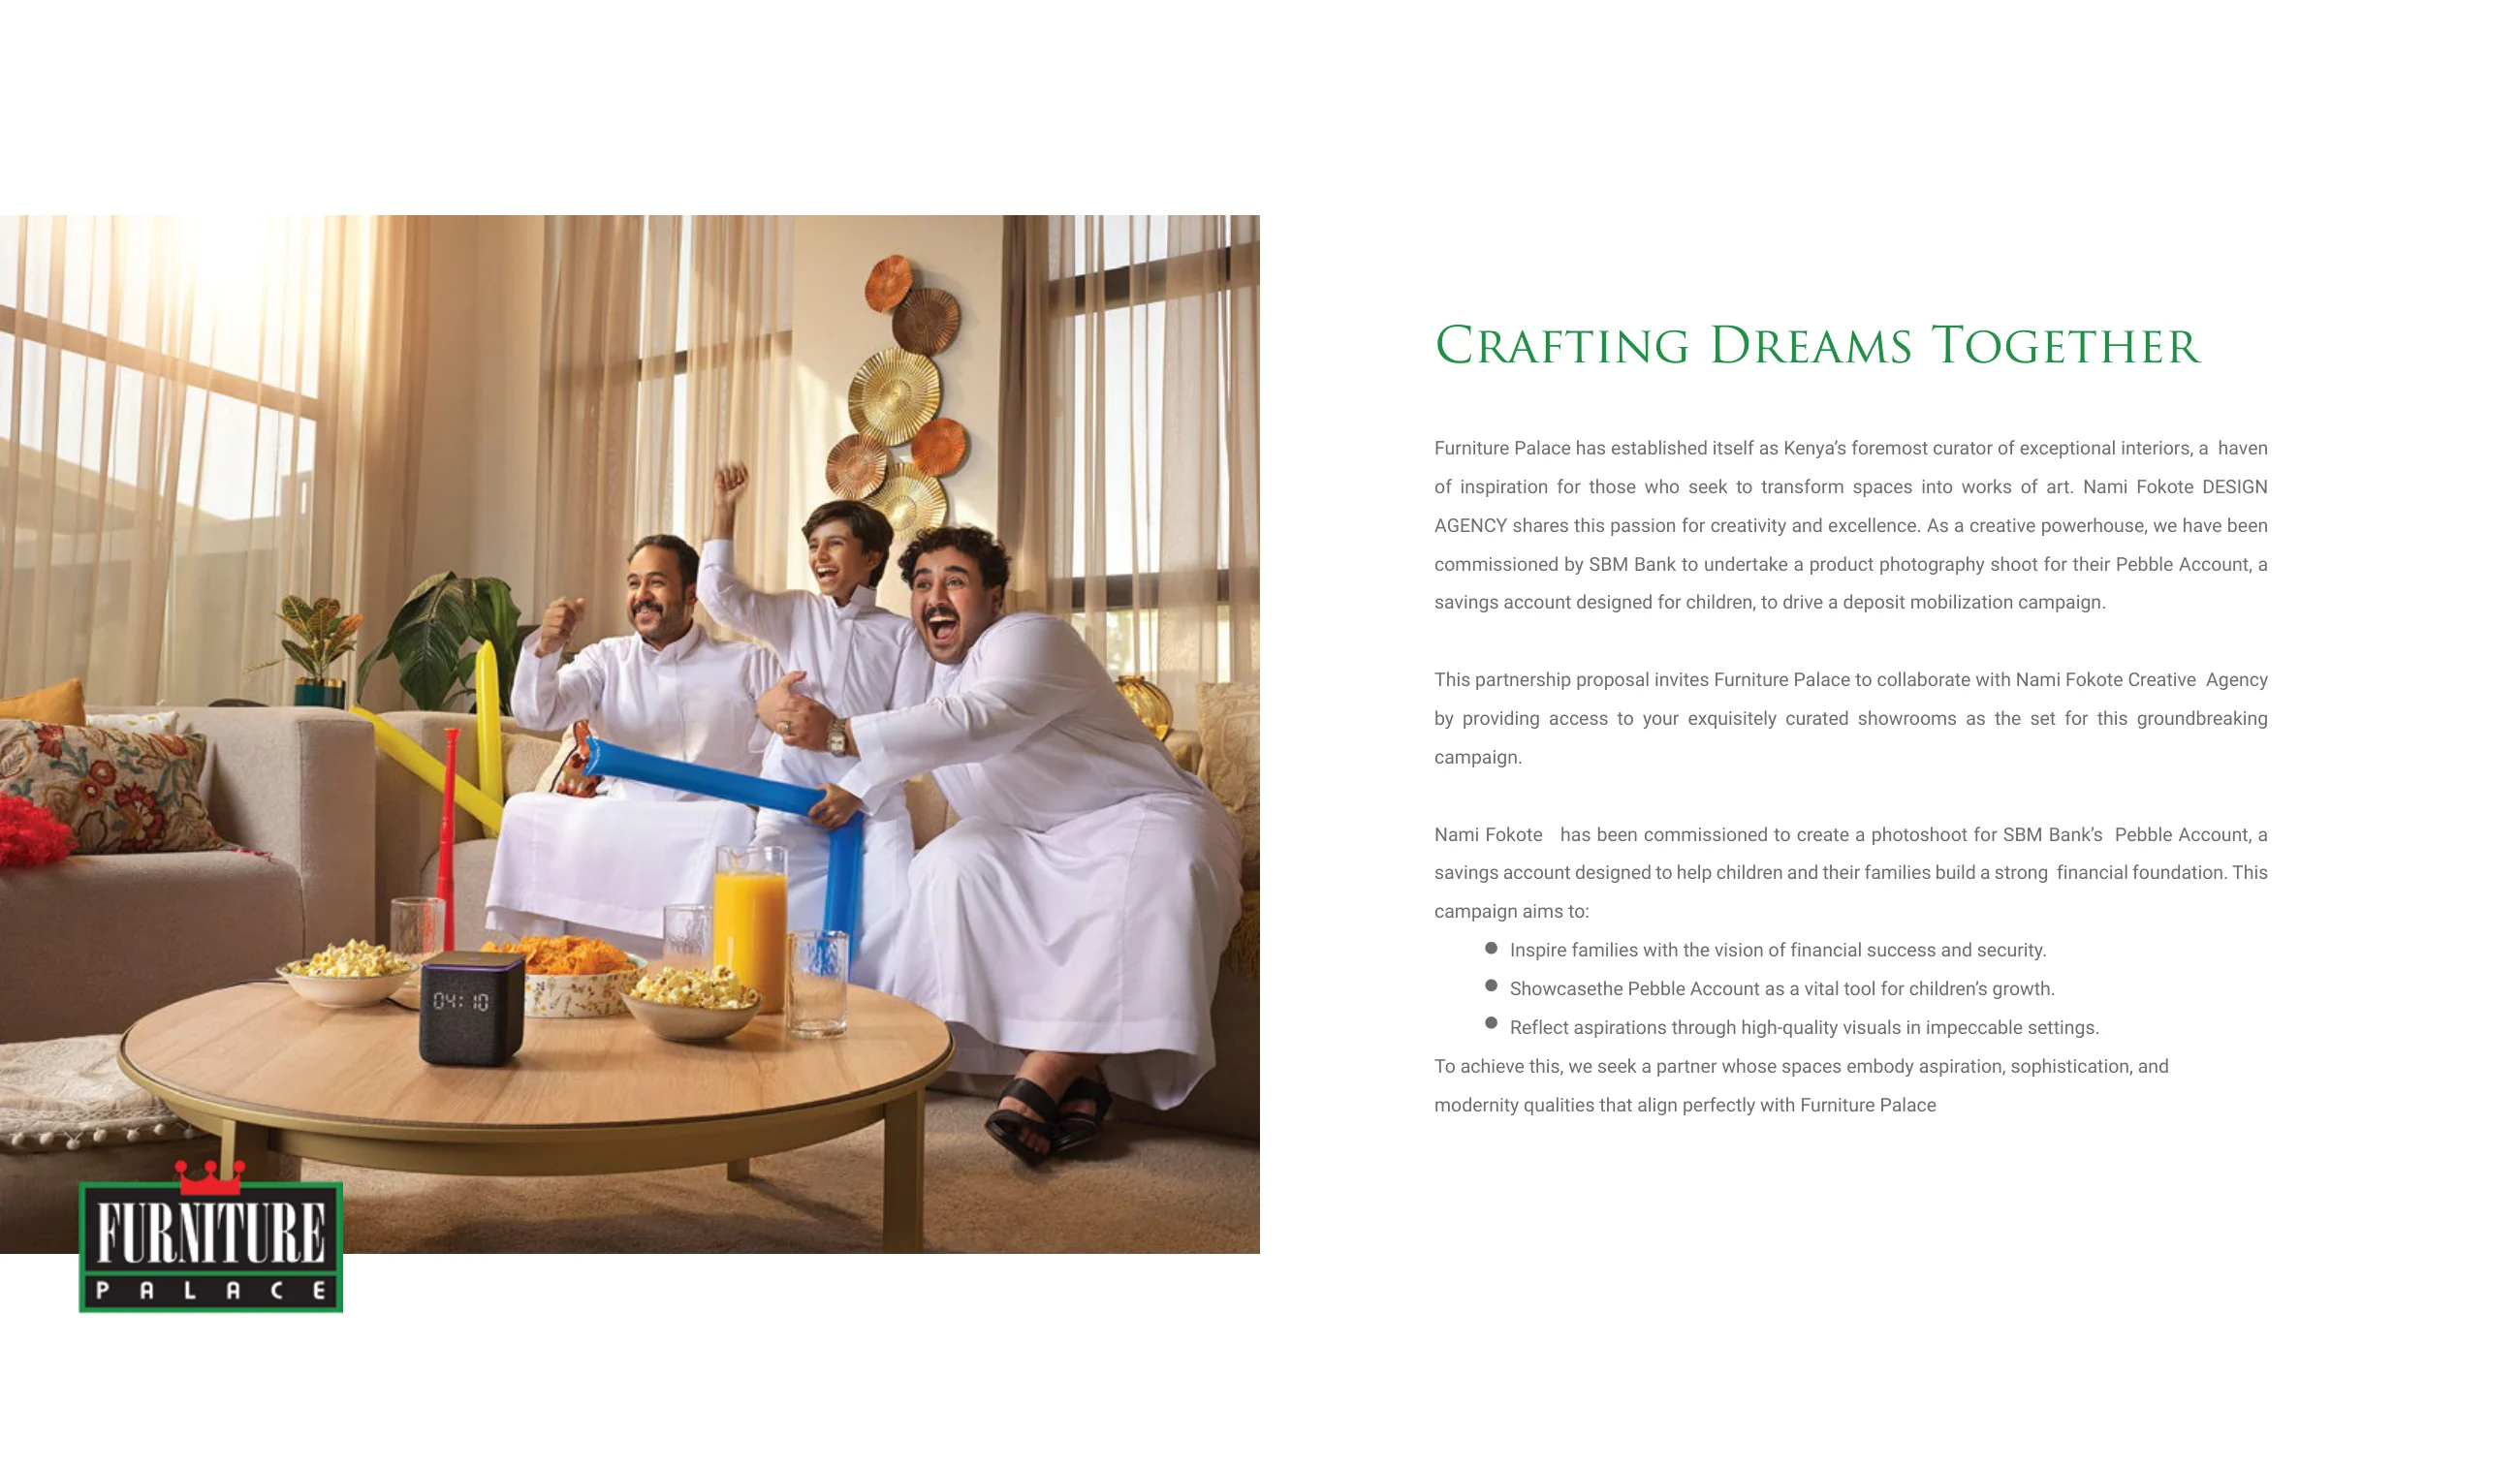 04:10
FURNITURE
PALACE
CRAFTING DREAMS TOGETHER
Furniture Palace has established itself as Kenya’s foremost curator of exceptional interiors, a haven
of inspiration for those who seek to transform spaces into works of art. Nami Fokote DESIGN
AGENCY shares this passion for creativity and excellence. As a creative powerhouse, we have been
commissioned by SBM Bank to undertake a product photography shoot for their Pebble Account, a
savings account designed for children, to drive a deposit mobilization campaign.
This partnership proposal invites Furniture Palace to collaborate with Nami Fokote Creative Agency
by providing access to your exquisitely curated showrooms as the set for this groundbreaking
campaign.
Nami Fokote has been commissioned to create a photoshoot for SBM Bank’s Pebble Account, a
savings account designed to help children and their families build a strong financial foundation. This
campaign aims to:
● Inspire families with the vision of financial success and security.
● Showcasethe Pebble Account as a vital tool for children’s growth.
● Reflect aspirations through high-quality visuals in impeccable settings.
To achieve this, we seek a partner whose spaces embody aspiration, sophistication, and
modernity qualities that align perfectly with Furniture Palace